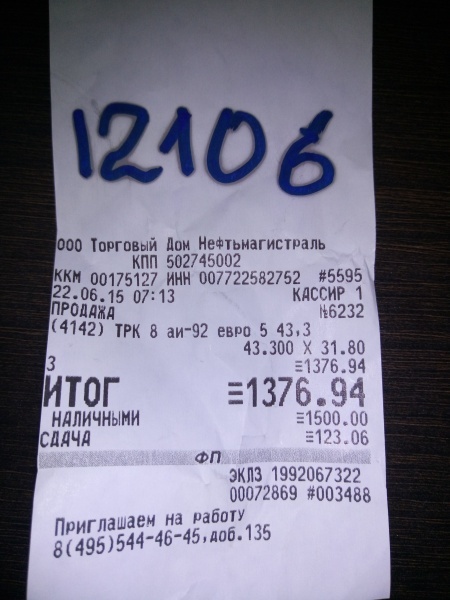 12106
ООО Торговый Дом Нефтьмагистраль
КПП 502745002
ККМ 00175127 ИНН 007722582752 #5595
22.06.15 07:13 КАССИР 1
ПРОДАЖА №6232
(4142) ТРК 8 аи-92 евро 5 43,3
43.300 X 31.80
3 ≡1376.94
ИТОГ ≡1376.94
НАЛИЧНЫМИ ≡1500.00
СДАЧА ≡123.06
ФП
ЭКЛЗ 1992067322
00072869 #003488
Приглашаем на работу
8(495)544-46-45,доб.135